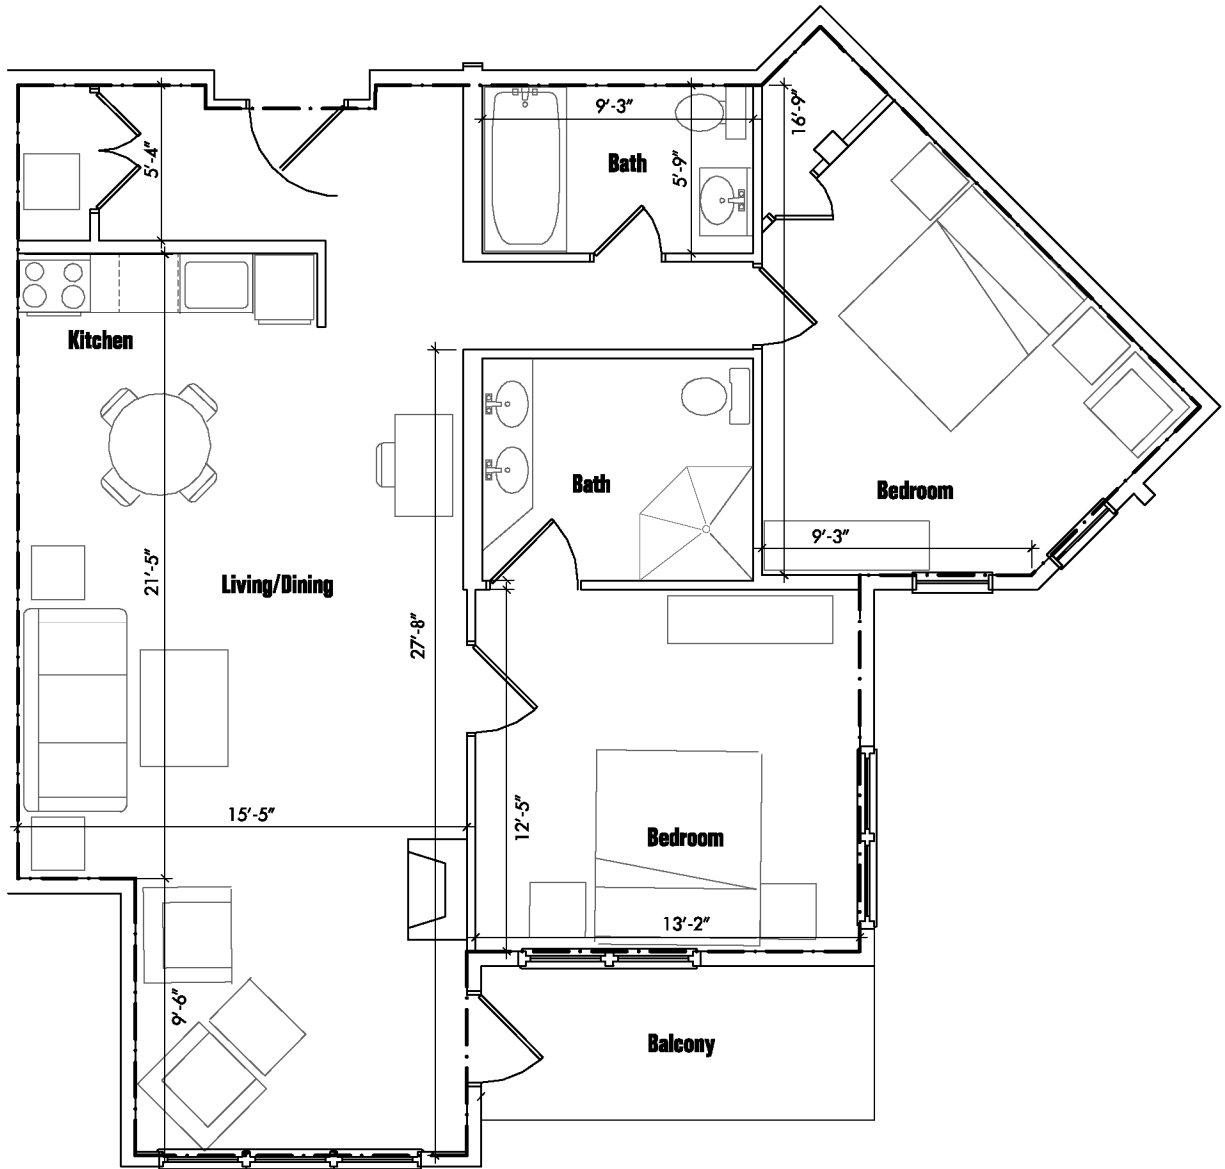 9'-3"
16'-9"
5'-4"
Bath
5'-9"
Kitchen
Bath
Bedroom
9'-3"
21'-5"
Living/Dining
27'-8"
15'-5"
12'-5"
Bedroom
13'-2"
9'-6"
Balcony